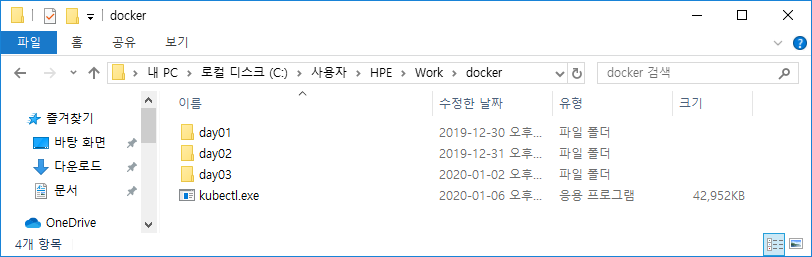 docker
파일 홈 공유 보기
내 PC > 로컬 디스크 (C:) > 사용자 > HPE > Work > docker
docker 검색
즐겨찾기
바탕 화면
다운로드
문서
OneDrive
이름 수정한 날짜 유형 크기
day01 2019-12-30 오후... 파일 폴더
day02 2019-12-31 오후... 파일 폴더
day03 2020-01-02 오후... 파일 폴더
kubectl.exe 2020-01-06 오후... 응용 프로그램 42,952KB
4개 항목